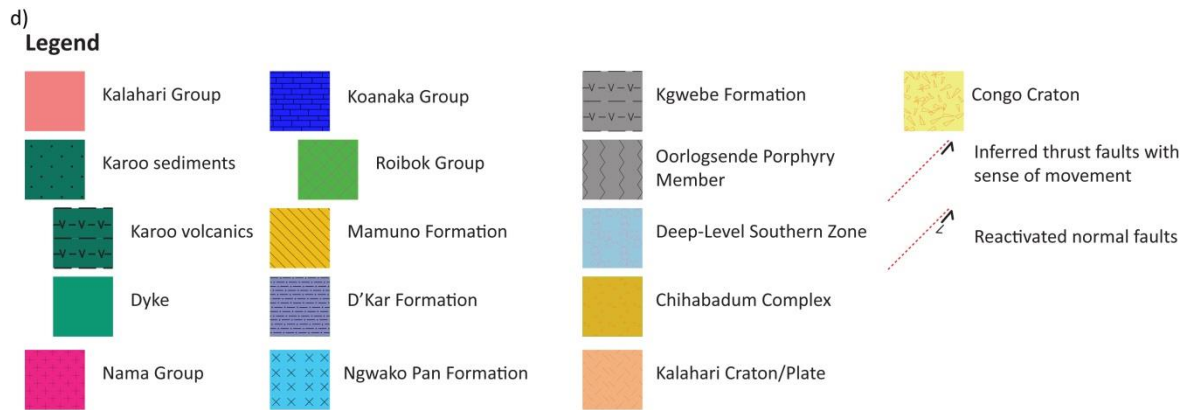 d)
Legend
Kalahari Group
Karoo sediments
Karoo volcanics
Dyke
Nama Group
Koanaka Group
Roibok Group
Mamuno Formation
D'Kar Formation
Ngwako Pan Formation
Kgwebe Formation
Oorlogsende Porphyry
Member
Deep-Level Southern Zone
Chihabadum Complex
Kalahari Craton/Plate
Congo Craton
Inferred thrust faults with
sense of movement
Reactivated normal faults